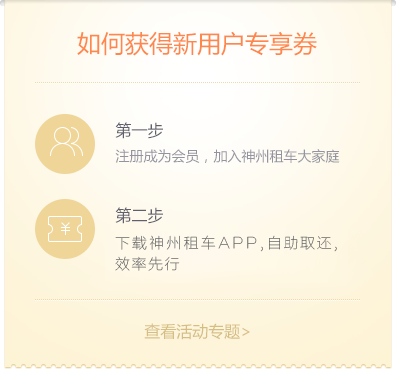 如何获得新用户专享券
第一步
注册成为会员，加入神州租车大家庭
¥
第二步
下载神州租车APP,自助取还,
效率先行
查看活动专题>